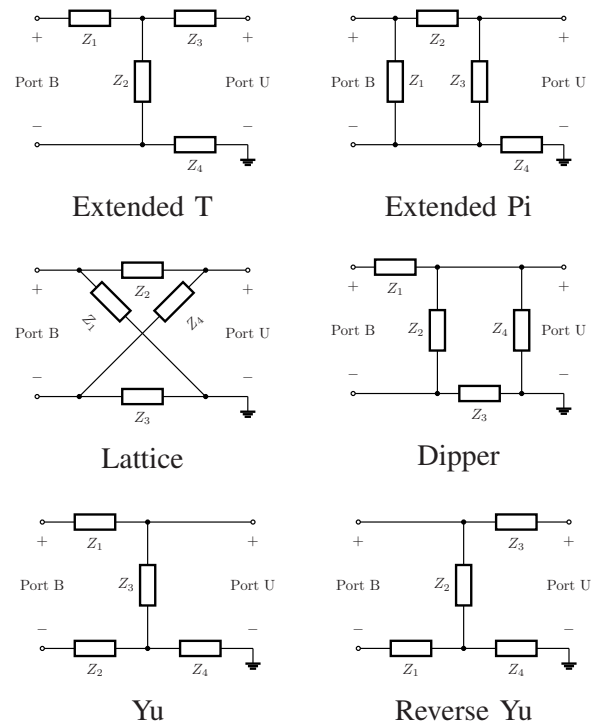 + Z1 Z3 +
Port B Z2 Port U
− Z4 −
Extended T
+ Z2 +
Port B Z1 Z3 Port U
− Z4 −
Extended Pi
+ Z2 +
Port B Z1 Z4 Port U
− Z3 −
Lattice
+ Z1 +
Port B Z2 Z4 Port U
− Z3 −
Dipper
+ Z1 +
Port B Z3 Port U
− Z2 Z4 −
Yu
+ Z3 +
Port B Z2 Port U
− Z1 Z4 −
Reverse Yu